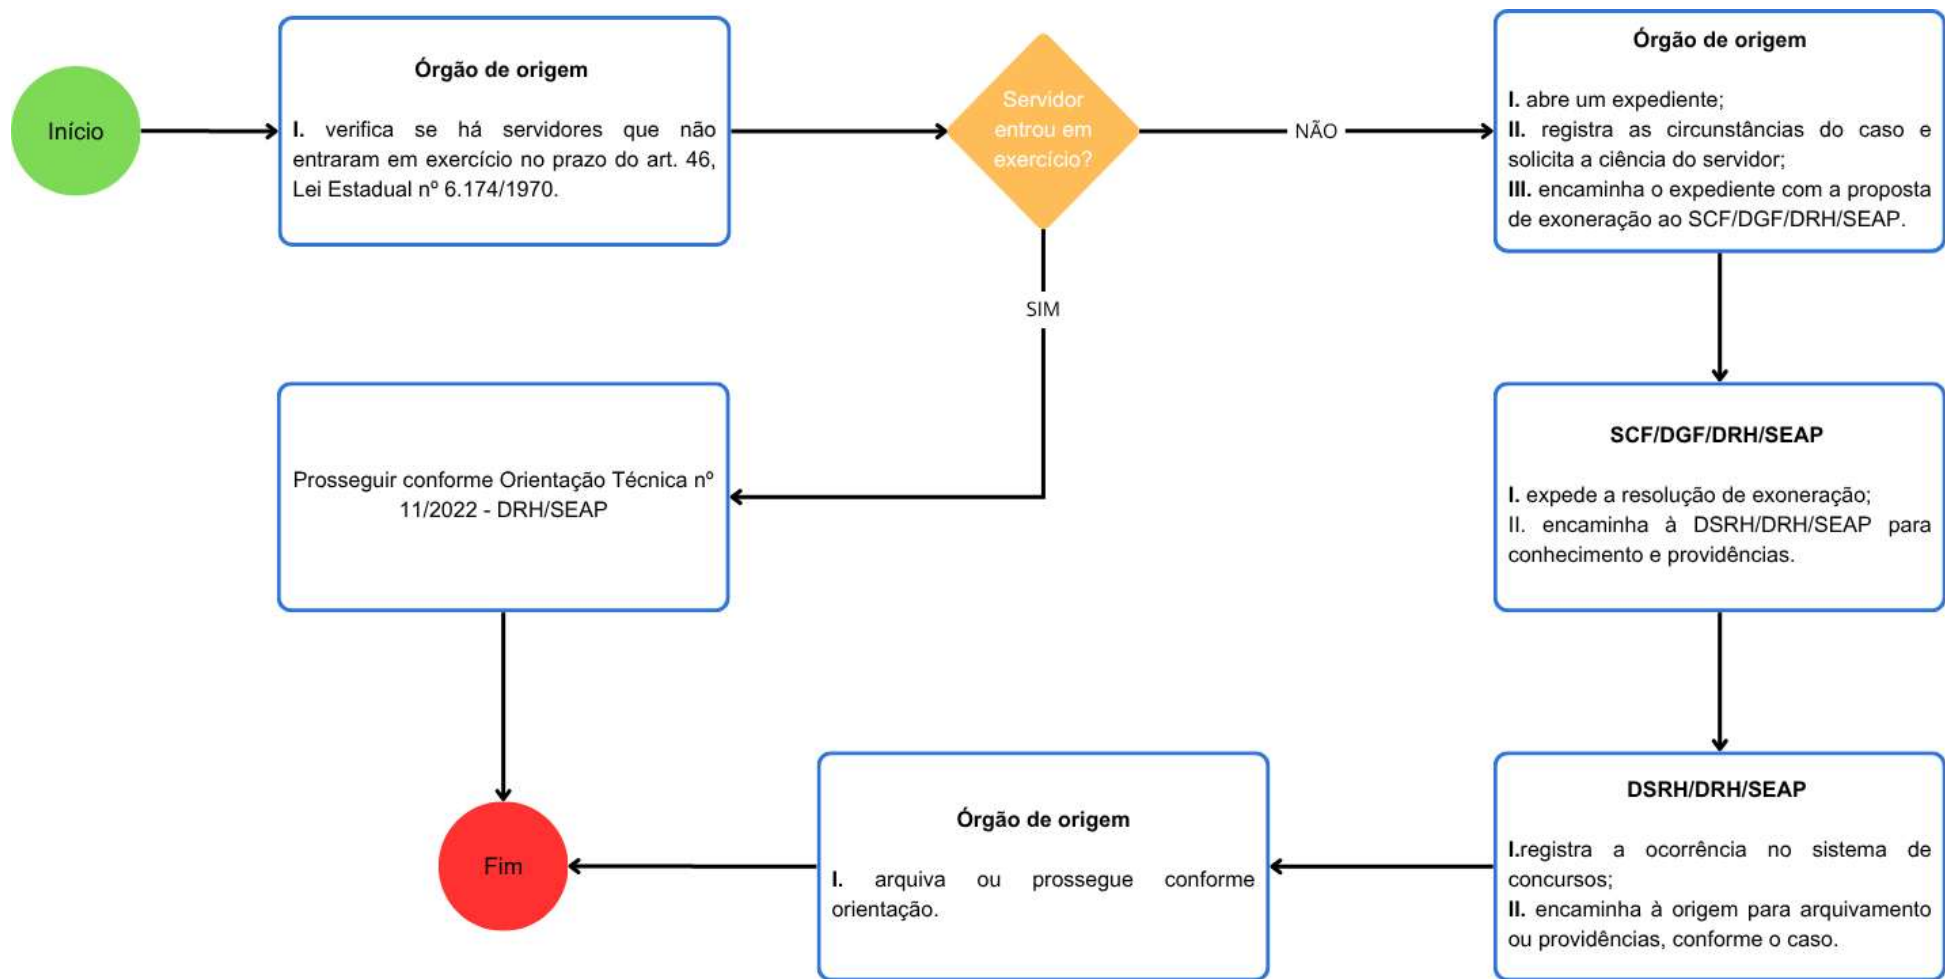 Início
Órgão de origem
I. verifica se há servidores que não
entraram em exercício no prazo do art. 46,
Lei Estadual nº 6.174/1970.
Servidor
entrou em
exercício?
NÃO
Órgão de origem
I. abre um expediente;
II. registra as circunstâncias do caso e
solicita a ciência do servidor;
III. encaminha o expediente com a proposta
de exoneração ao SCF/DGF/DRH/SEAP.
SIM
Prosseguir conforme Orientação Técnica nº
11/2022 - DRH/SEAP
SCF/DGF/DRH/SEAP
I. expede a resolução de exoneração;
II. encaminha à DSRH/DRH/SEAP para
conhecimento e providências.
DSRH/DRH/SEAP
I.registra a ocorrência no sistema de
concursos;
II. encaminha à origem para arquivamento
ou providências, conforme o caso.
Órgão de origem
I. arquiva ou prossegue conforme
orientação.
Fim